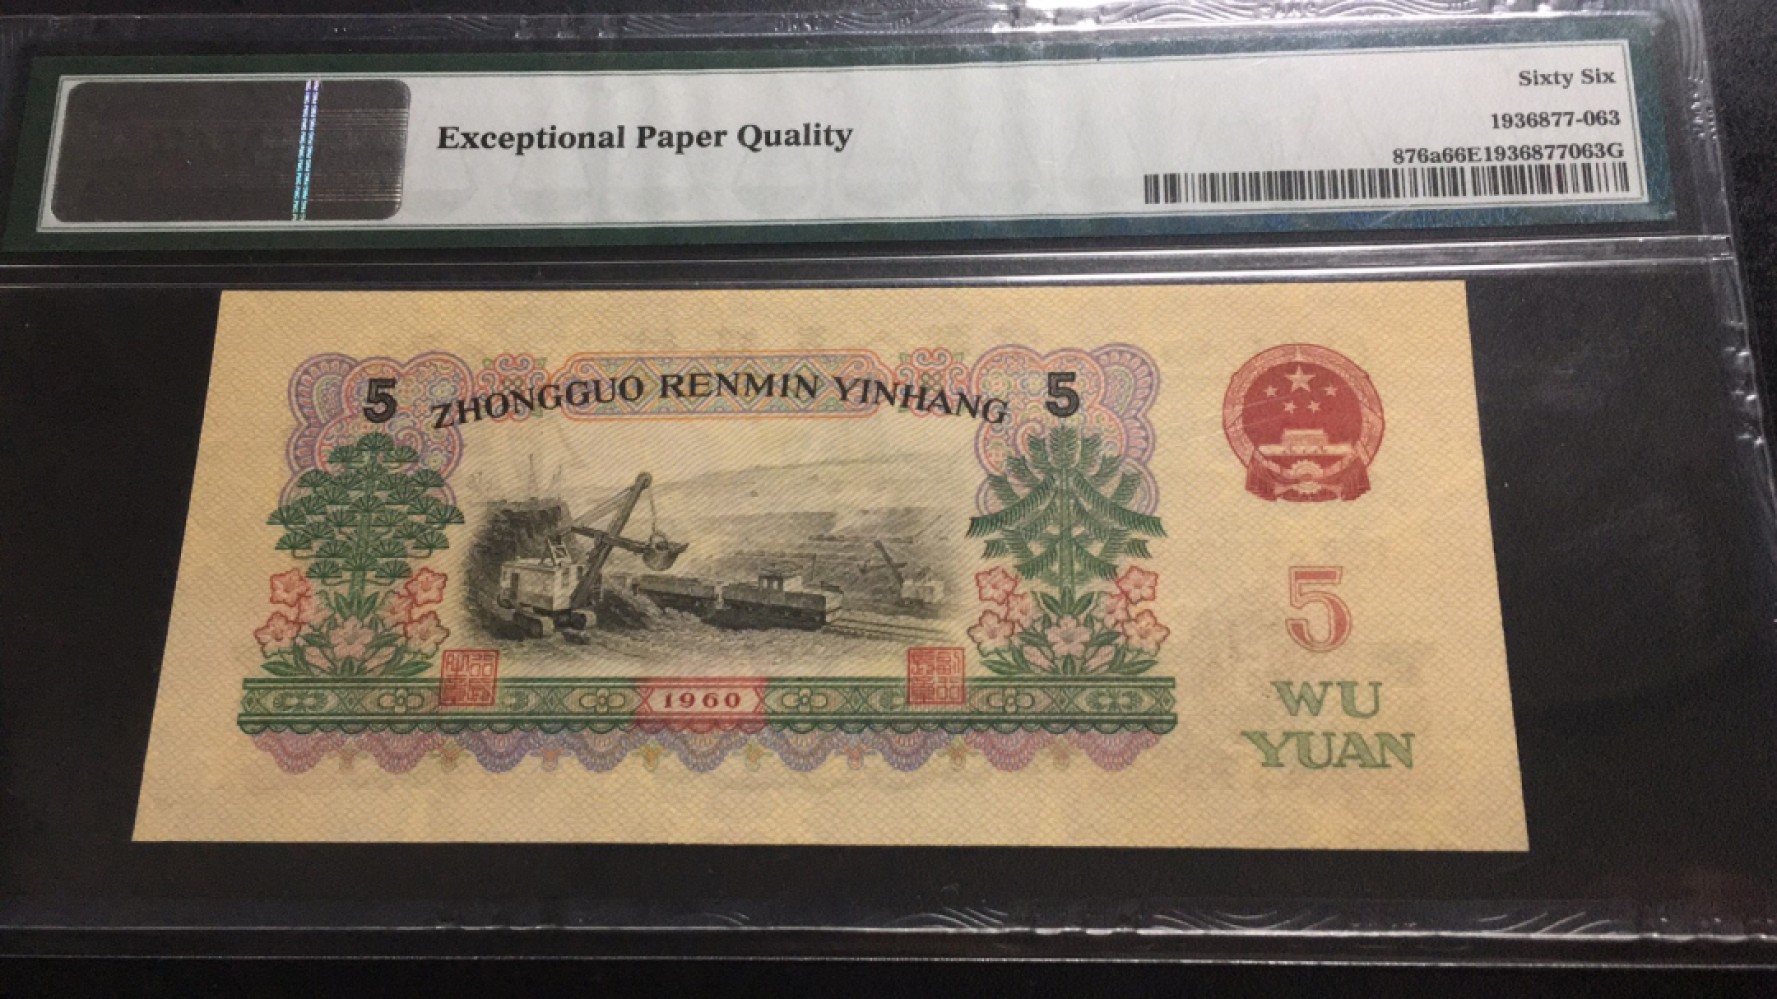 Sixty Six
Exceptional Paper Quality
1936877-063
876a66E1936877063G
5 ZHONGGUO RENMIN YINHANG 5
1960
5
WU
YUAN